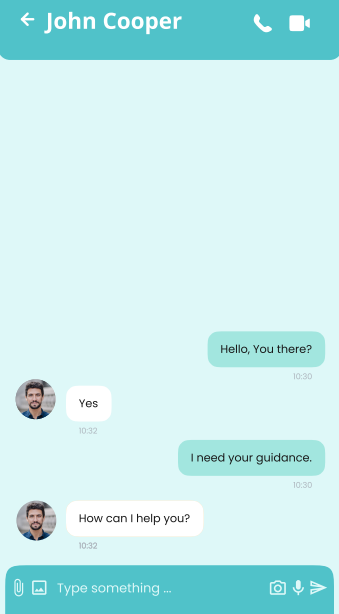 John Cooper
Hello, You there?
10:30
Yes
10:32
I need your guidance.
10:30
How can I help you?
10:32
Type something ...